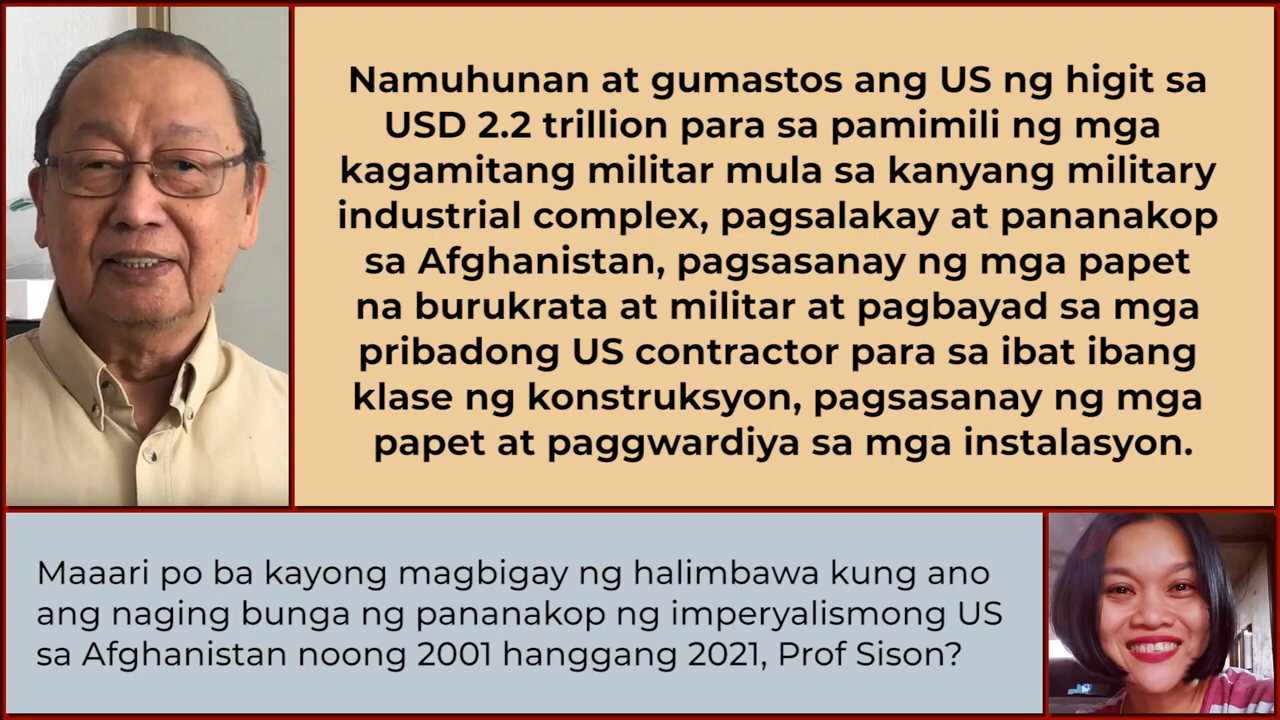 Namuhunan at gumastos ang US ng higit sa
USD 2.2 trillion para sa pamimili ng mga
kagamitang militar mula sa kanyang military
industrial complex, pagsalakay at pananakop
sa Afghanistan, pagsasanay ng mga papet
na burukrata at militar at pagbayad sa mga
pribadong US contractor para sa ibat ibang
klase ng konstruksyon, pagsasanay ng mga
papet at paggwardiya sa mga instalasyon.
Maaari po ba kayong magbigay ng halimbawa kung ano
ang naging bunga ng pananakop ng imperyalismong US
sa Afghanistan noong 2001 hanggang 2021, Prof Sison?